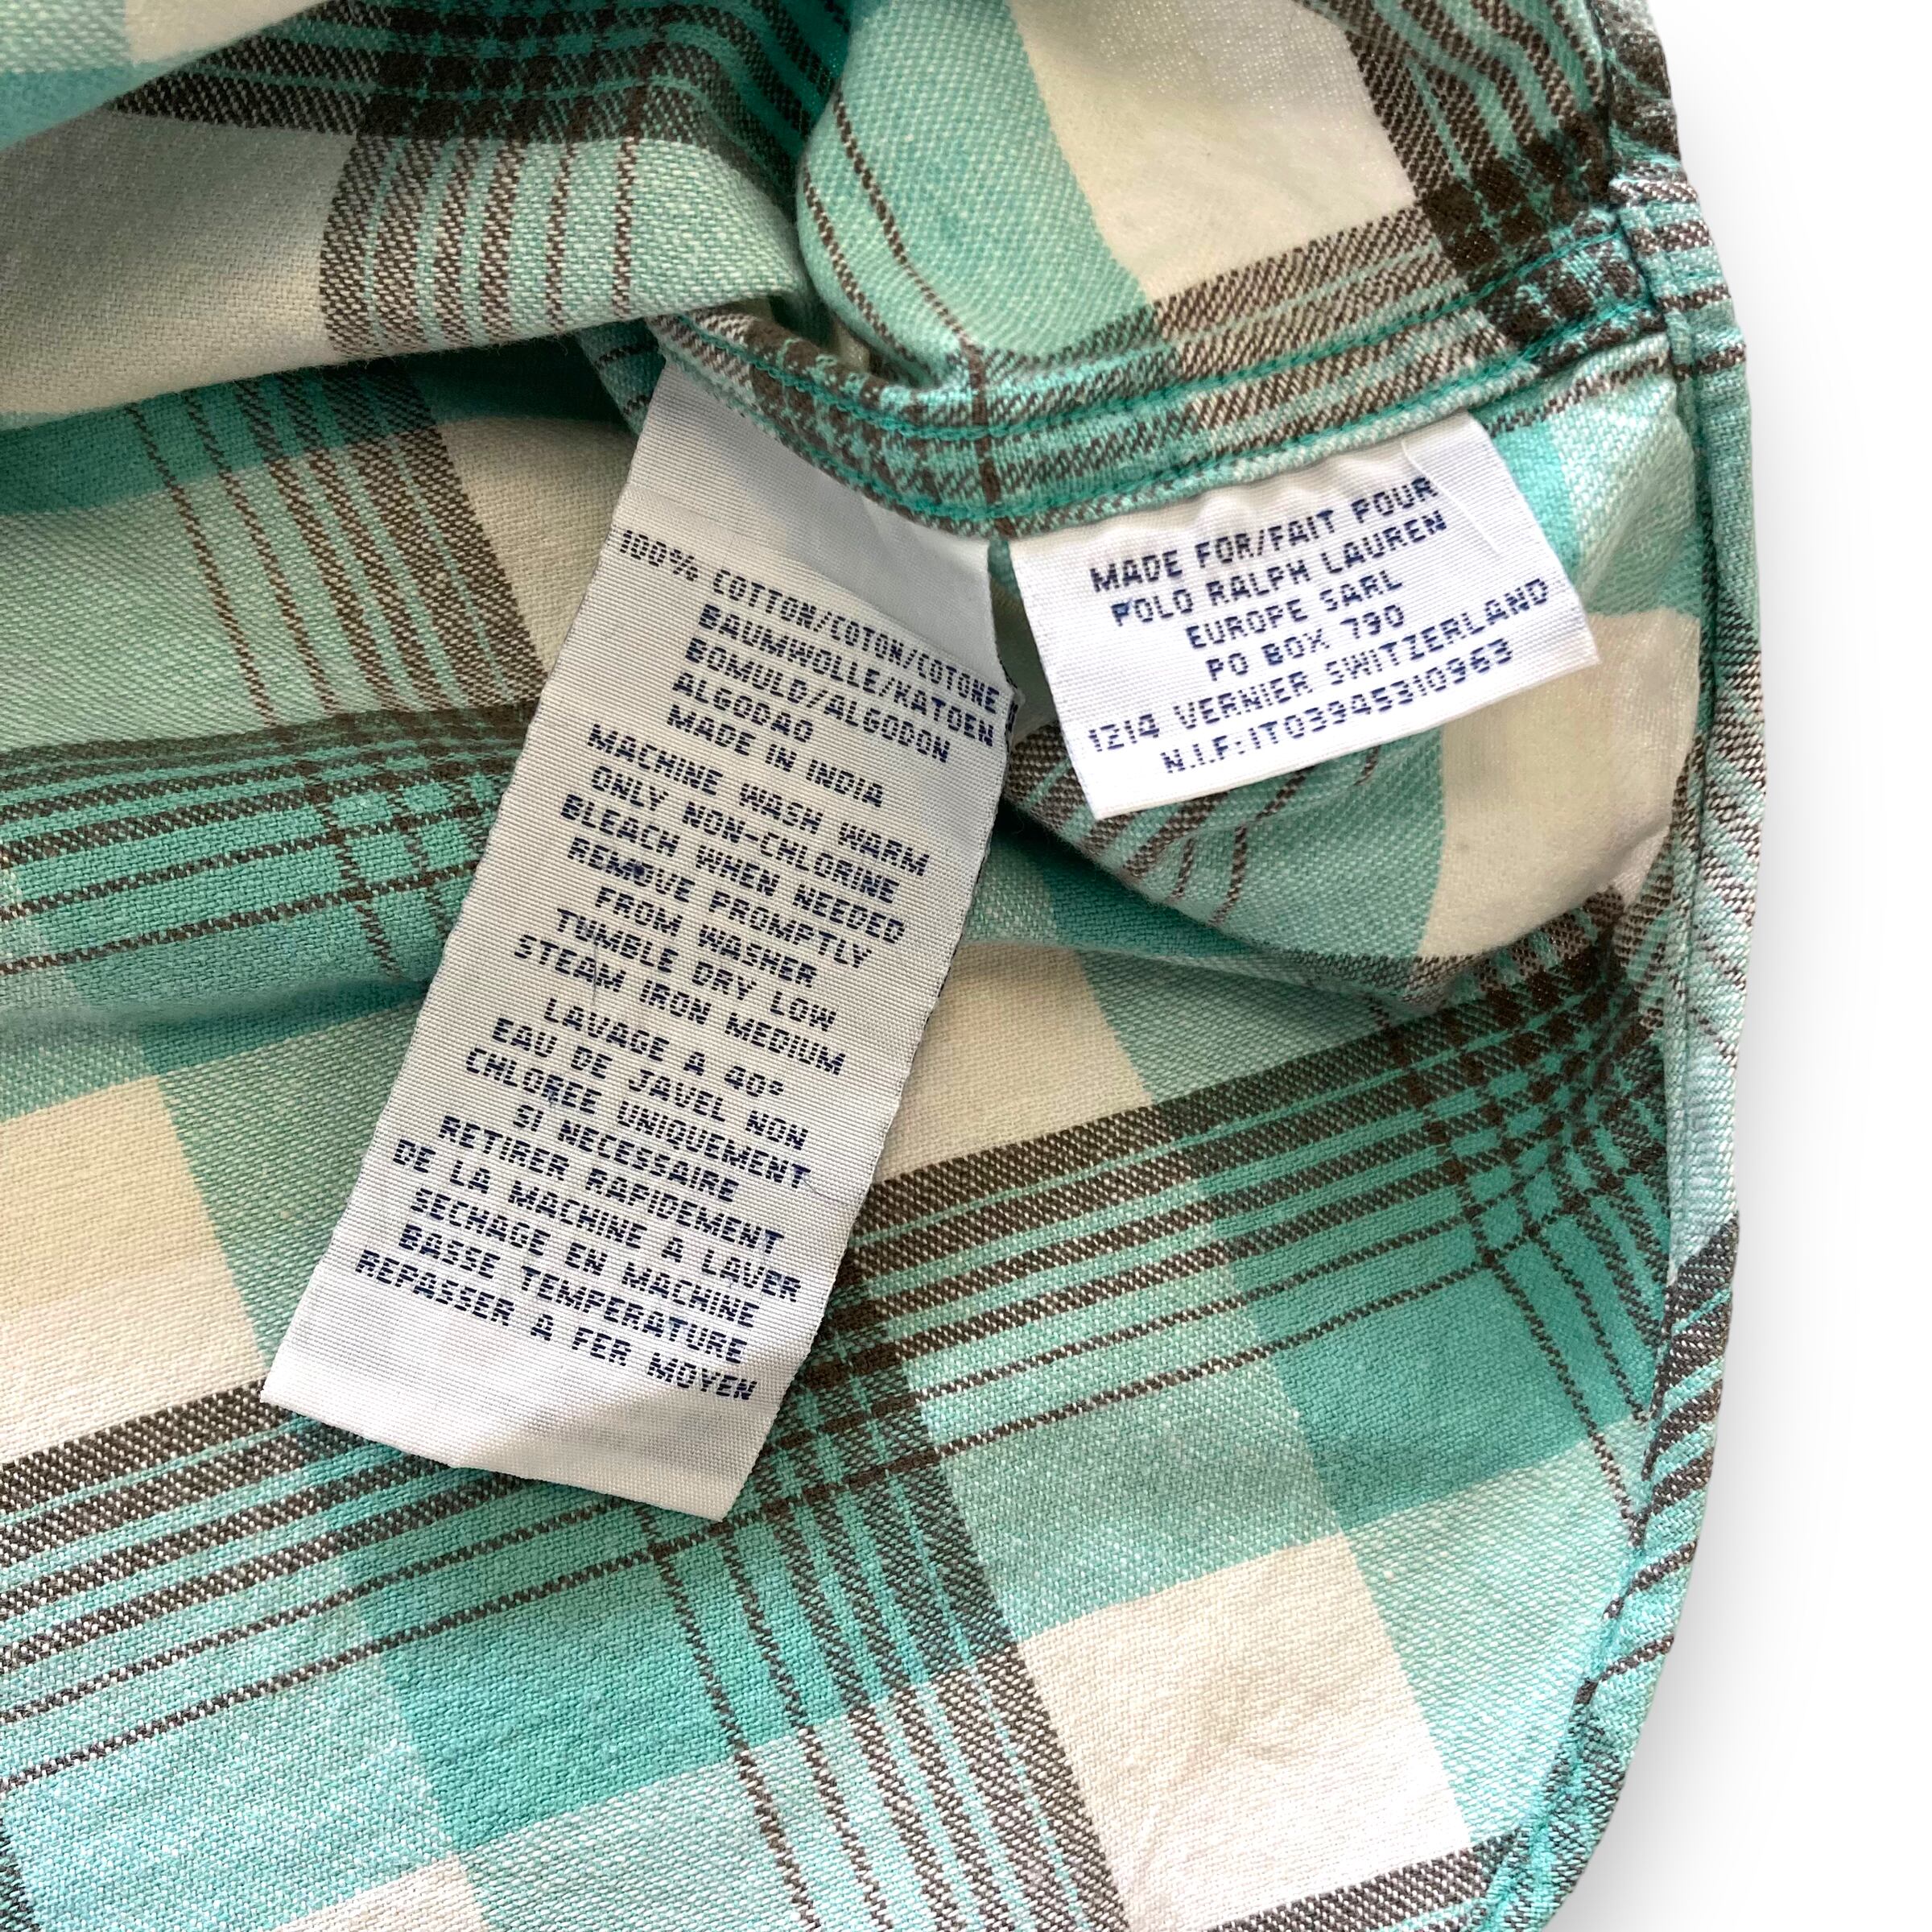 100% COTTON/COTON/COTONE
BAUMWOLLE/KATOEN
BOMULD/ALGODON
ALGODAO
MADE IN INDIA
MACHINE WASH WARM
ONLY NON-CHLORINE
BLEACH WHEN NEEDED
REMOVE PROMPTLY
FROM WASHER
TUMBLE DRY LOW
STEAM IRON MEDIUM
LAVAGE A 40°
EAU DE JAVEL NON
CHLOREE UNIQUEMENT
SI NECESSAIRE
RETIRER RAPIDEMENT
DE LA MACHINE A LAVER
SECHAGE EN MACHINE
BASSE TEMPERATURE
REPASSER A FER MOYEN
MADE FOR/FAIT POUR
POLO RALPH LAUREN
EUROPE SARL
PO BOX 790
1214 VERNIER SWITZERLAND
N.I.F:IT03945310963